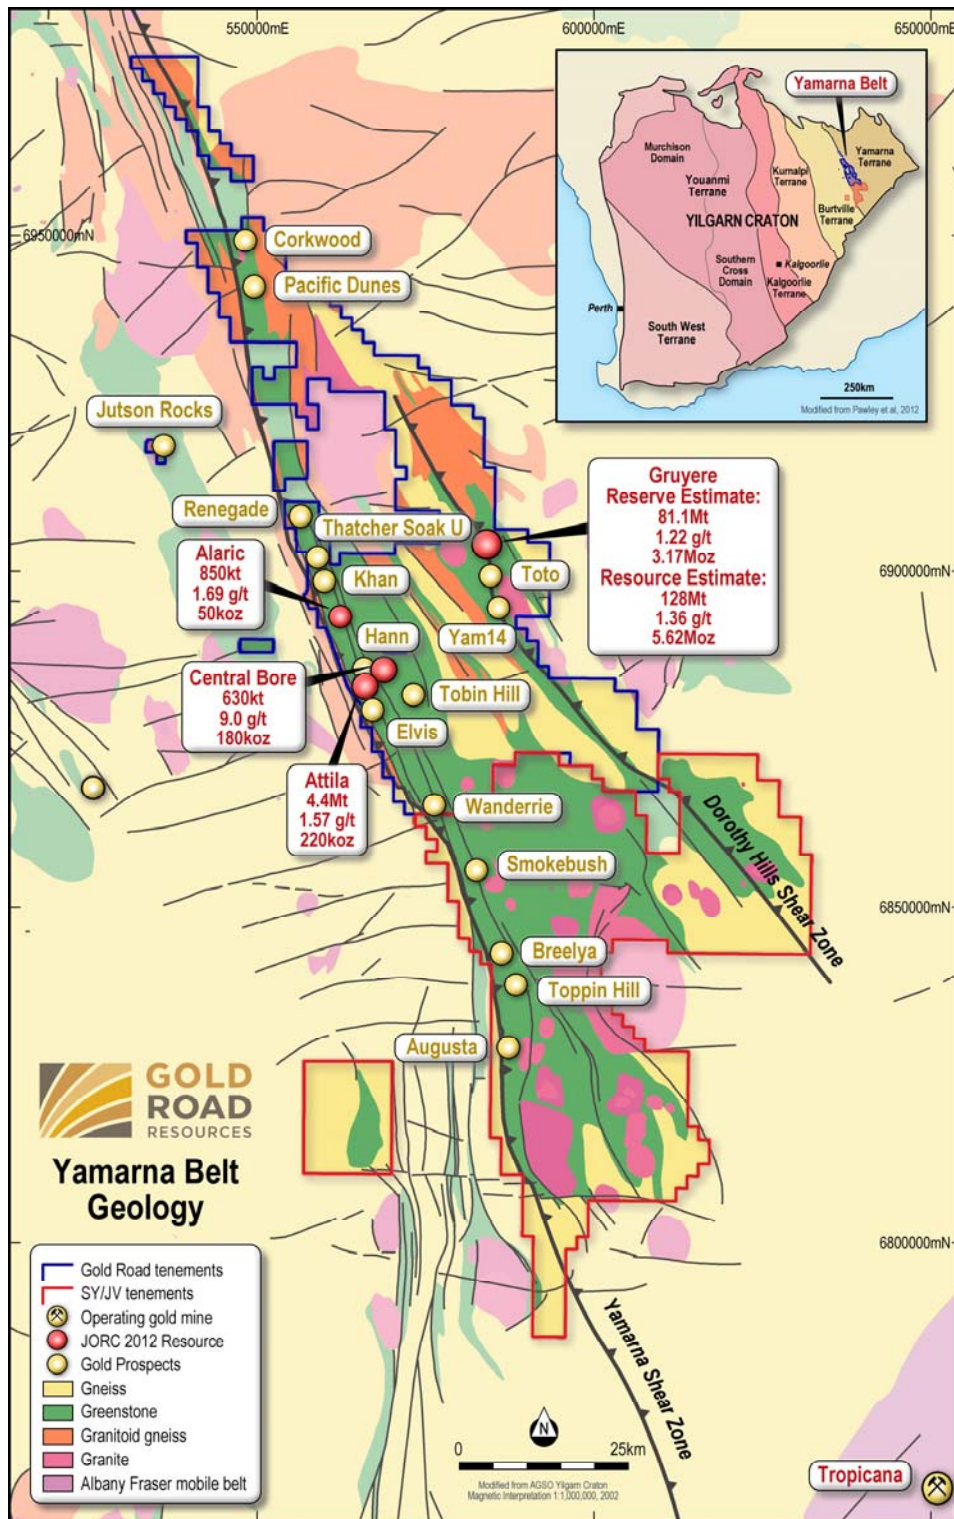 550000mE
600000mE
650000mE
6950000mN
6900000mN
6850000mN
6800000mN
Yamarna Belt
Murchison
Domain
Youanmi
Terrane
Kurnalpi
Terrane
Yamarna
Terrane
Burtville
Terrane
YILGARN CRATON
Southern
Cross
Domain
Kalgoorlie
Kalgoorlie
Terrane
Perth
South West
Terrane
250km
Modified from Pawley et al, 2012
Corkwood
Pacific Dunes
Jutson Rocks
Renegade
Thatcher Soak U
Khan
Alaric
850kt
1.69 g/t
50koz
Hann
Central Bore
630kt
9.0 g/t
180koz
Gruyere
Reserve Estimate:
81.1Mt
1.22 g/t
3.17Moz
Resource Estimate:
128Mt
1.36 g/t
5.62Moz
Toto
Yam14
Tobin Hill
Elvis
Attila
4.4Mt
1.57 g/t
220koz
Wanderrie
Smokebush
Dorothy Hills Shear Zone
Breelya
Toppin Hill
Augusta
Yamarna Shear Zone
GOLD
ROAD
RESOURCES
Yamarna Belt
Geology
Gold Road tenements
SY/JV tenements
Operating gold mine
JORC 2012 Resource
Gold Prospects
Gneiss
Greenstone
Granitoid gneiss
Granite
Albany Fraser mobile belt
N
0
25km
Modified from AGSO Yilgarn Craton
Magnetic Interpretation 1:1,000,000, 2002
Tropicana